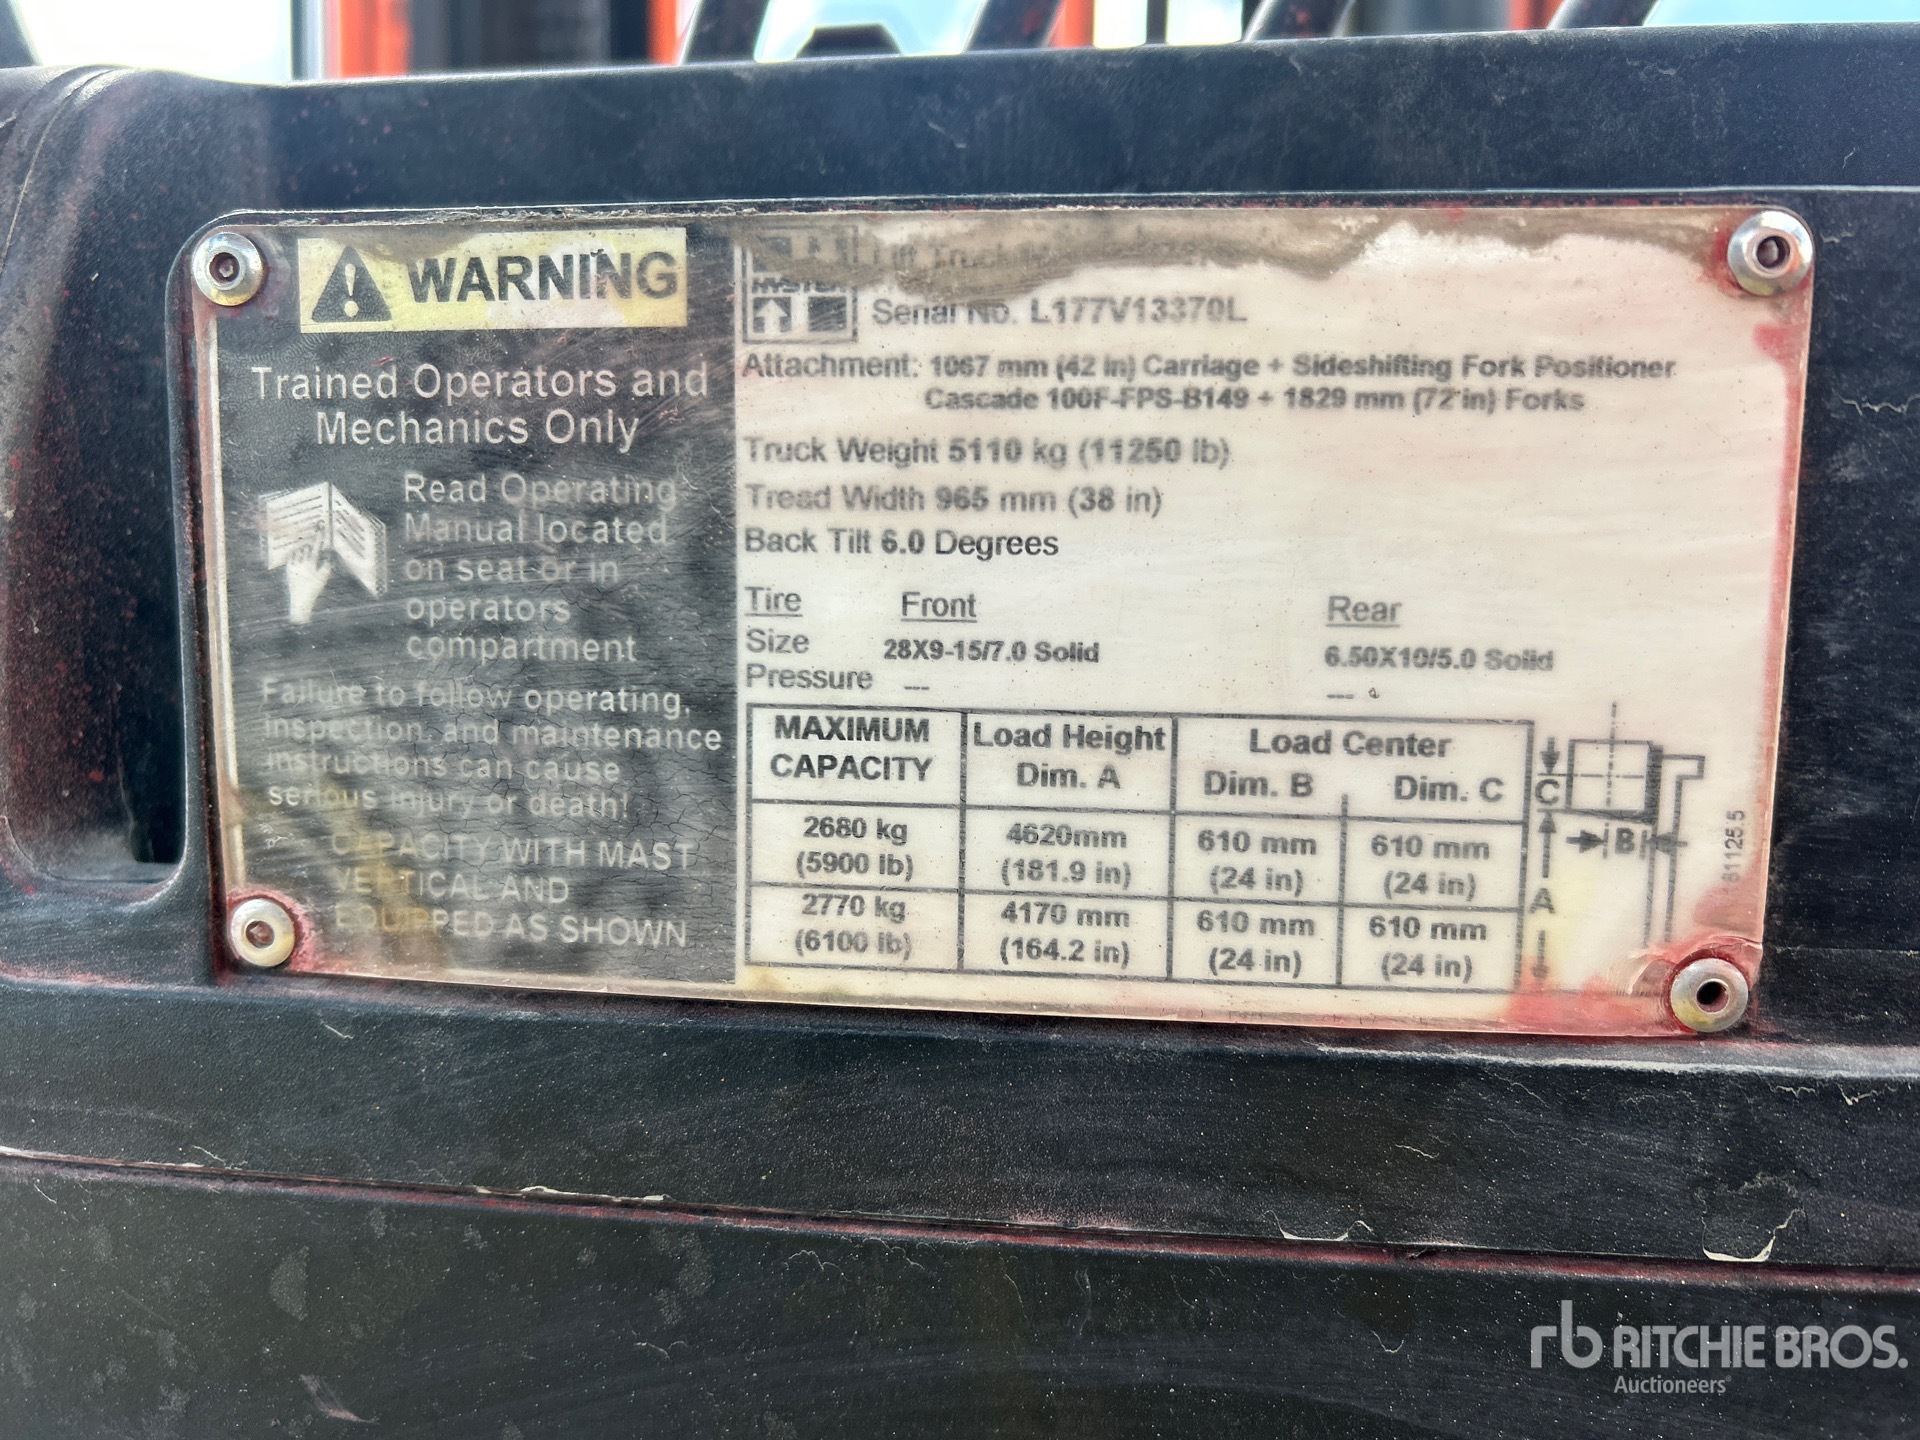 WARNING
Trained Operators and
Mechanics Only
Read Operating
Manual located
on seat or in
operators
compartment
Failure to follow operating,
inspection and maintenance
instructions can cause
serious injury or death!
CAPACITY WITH MAST
VERTICAL AND
EQUIPPED AS SHOWN
HYSTER
Lift Truck
Serial No. L177V13370L
Attachment: 1067 mm (42 in) Carriage + Sideshifting Fork Positioner
Cascade 100F-FPS-B149 + 1829 mm (72 in) Forks
Truck Weight 5110 kg (11250 lb)
Tread Width 965 mm (38 in)
Back Tilt 6.0 Degrees
Tire Front Rear
Size 28X9-15/7.0 Solid 6.50X10/5.0 Solid
Pressure --- ---
MAXIMUM CAPACITY Load Height Dim. A Load Center Dim. B Dim. C
2680 kg 4620mm 610 mm 610 mm
(5900 lb) (181.9 in) (24 in) (24 in)
2770 kg 4170 mm 610 mm 610 mm
(6100 lb) (164.2 in) (24 in) (24 in)
C
B
A
611255
rb RITCHIE BROS.
Auctioneers